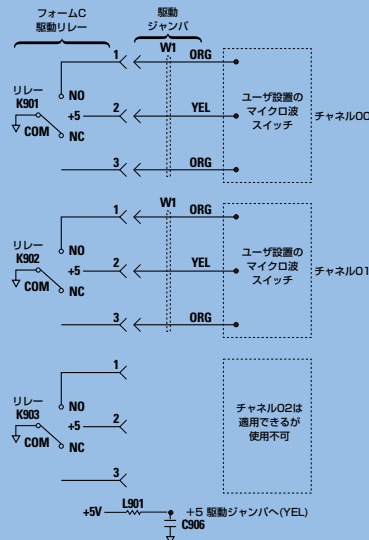 フォームC
駆動リレー
駆動
ジャンパ
W1
1
ORG
NO
リレー
K901
+5
2
YEL
COM
NC
3
ORG
ユーザ設置の
マイクロ波
スイッチ
チャネル00
W1
1
ORG
NO
リレー
K902
+5
2
YEL
COM
NC
3
ORG
ユーザ設置の
マイクロ波
スイッチ
チャネル01
1
NO
リレー
K903
+5
2
COM
NC
3
チャネル02は
適用できるが
使用不可
+5V
L901
+5 駆動ジャンパへ(YEL)
C906